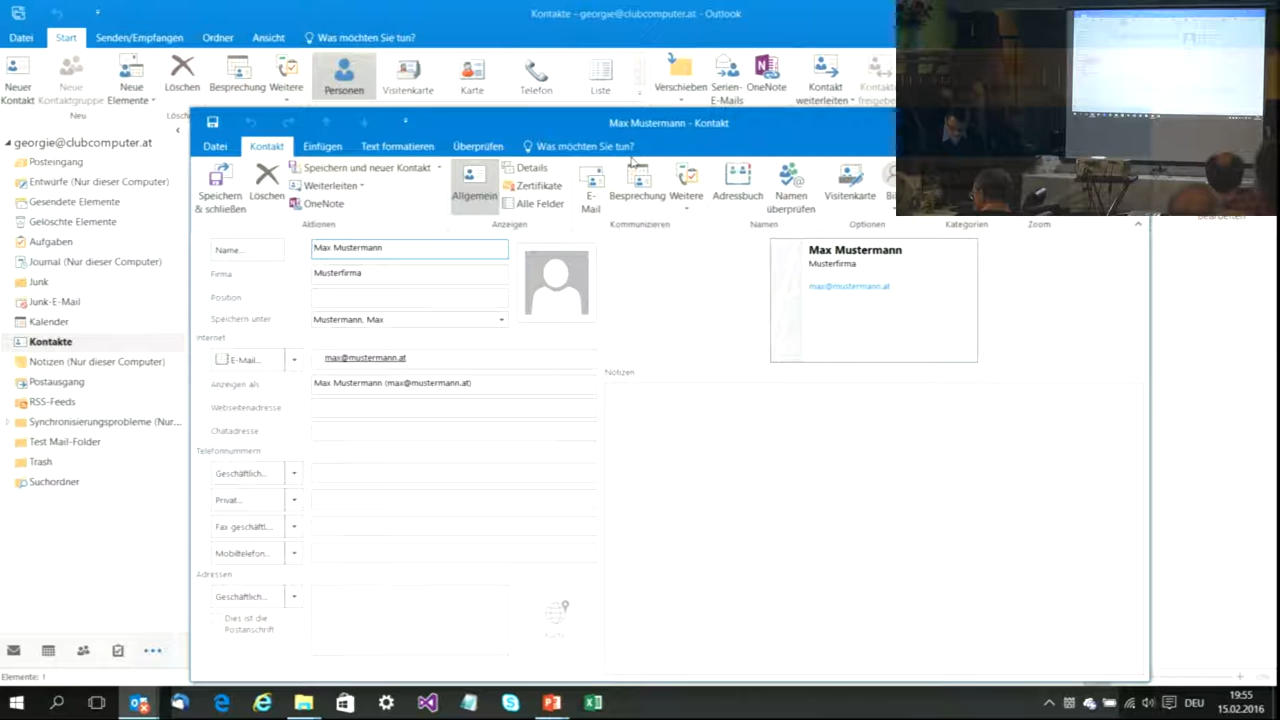 Kontakte - georgie@clubcomputer.at - Outlook
Datei Start Senden/Empfangen Ordner Ansicht Was möchten Sie tun?
Neuer Kontakt
Neue Kontaktgruppe
Neue Elemente
Löschen
Besprechung
Weitere
Personen
Visitenkarte
Karte
Telefon
Liste
Verschieben
Serien-E-Mails
OneNote
Kontakt weiterleiten
Neu
georgie@clubcomputer.at
Posteingang
Entwürfe (Nur dieser Computer)
Gesendete Elemente
Gelöschte Elemente
Aufgaben
Journal (Nur dieser Computer)
Junk
Junk-E-Mail
Kalender
Kontakte
Notizen (Nur dieser Computer)
Postausgang
RSS-Feeds
Synchronisierungsprobleme (Nur...
Test Mail-Folder
Trash
Suchordner
Elemente: 1
Max Mustermann - Kontakt
Datei Kontakt Einfügen Text formatieren Überprüfen Was möchten Sie tun?
Speichern & schließen
Löschen
Speichern und neuer Kontakt
Weiterleiten
OneNote
Aktionen
Allgemein
Details
Zertifikate
Alle Felder
Anzeigen
E-Mail
Besprechung
Weitere
Kommunizieren
Adressbuch
Namen überprüfen
Namen
Visitenkarte
Optionen
Kategorien
Zoom
Name... Max Mustermann
Firma Musterfirma
Position
Speichern unter Mustermann, Max
Internet
E-Mail... max@mustermann.at
Anzeigen als Max Mustermann (max@mustermann.at)
Webseitenadresse
Chatadresse
Telefonnummern
Geschäftlich...
Privat...
Fax geschäftl...
Mobiltelefon...
Adressen
Geschäftlich...
Dies ist die
Postanschrift
Max Mustermann
Musterfirma
max@mustermann.at
Notizen
DEU
19:55
15.02.2016